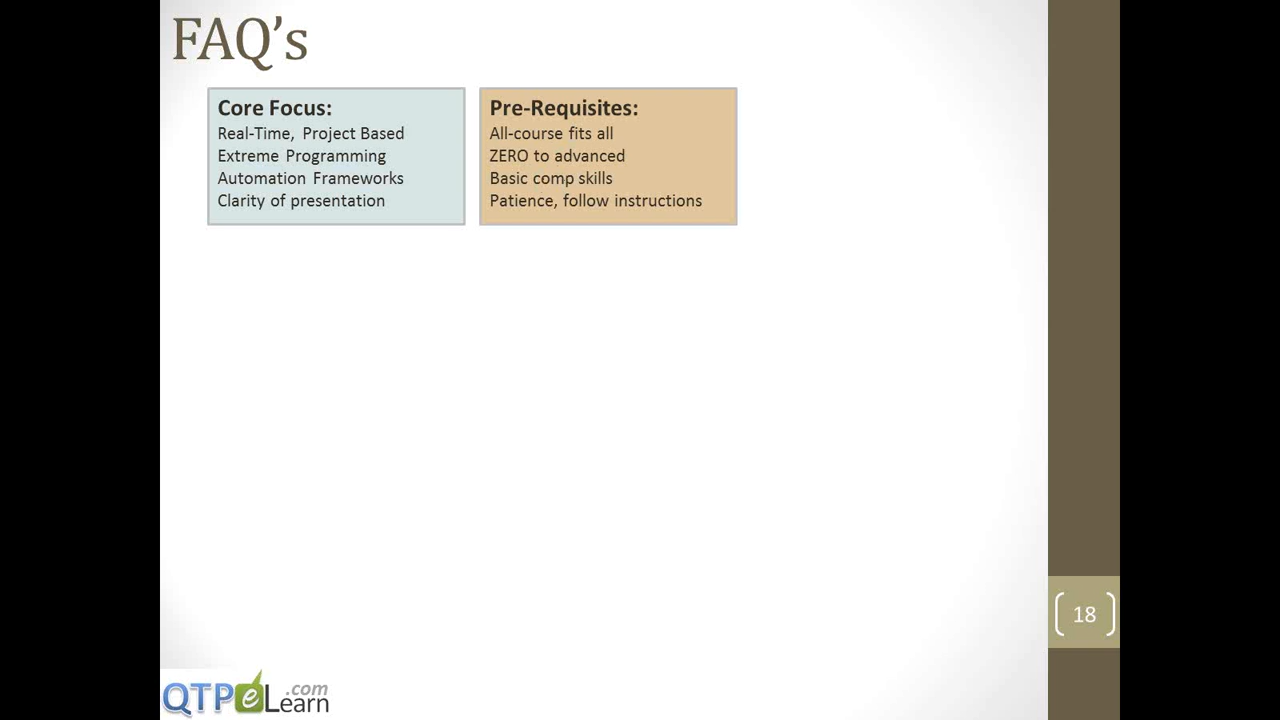 FAQ’s
Core Focus:
Real-Time, Project Based
Extreme Programming
Automation Frameworks
Clarity of presentation
Pre-Requisites:
All-course fits all
ZERO to advanced
Basic comp skills
Patience, follow instructions
18
QTPeLearn.com